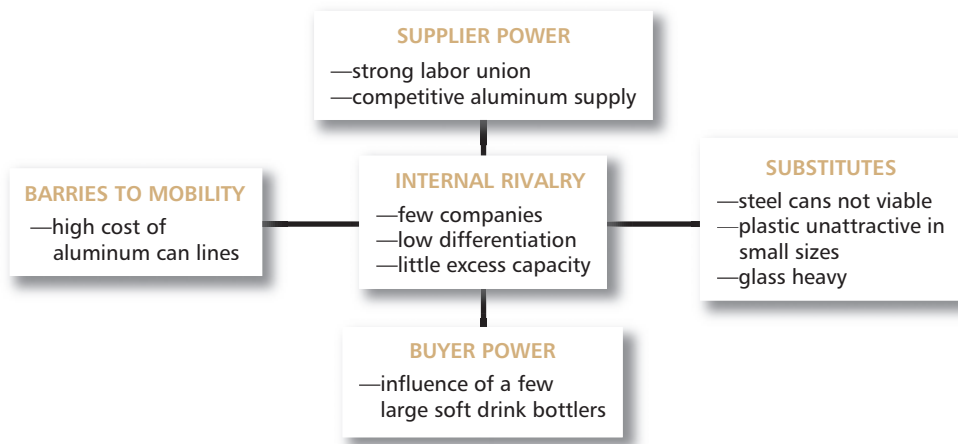 SUPPLIER POWER
—strong labor union
—competitive aluminum supply
BARRIES TO MOBILITY
—high cost of
aluminum can lines
INTERNAL RIVALRY
—few companies
—low differentiation
—little excess capacity
SUBSTITUTES
—steel cans not viable
—plastic unattractive in
small sizes
—glass heavy
BUYER POWER
—influence of a few
large soft drink bottlers